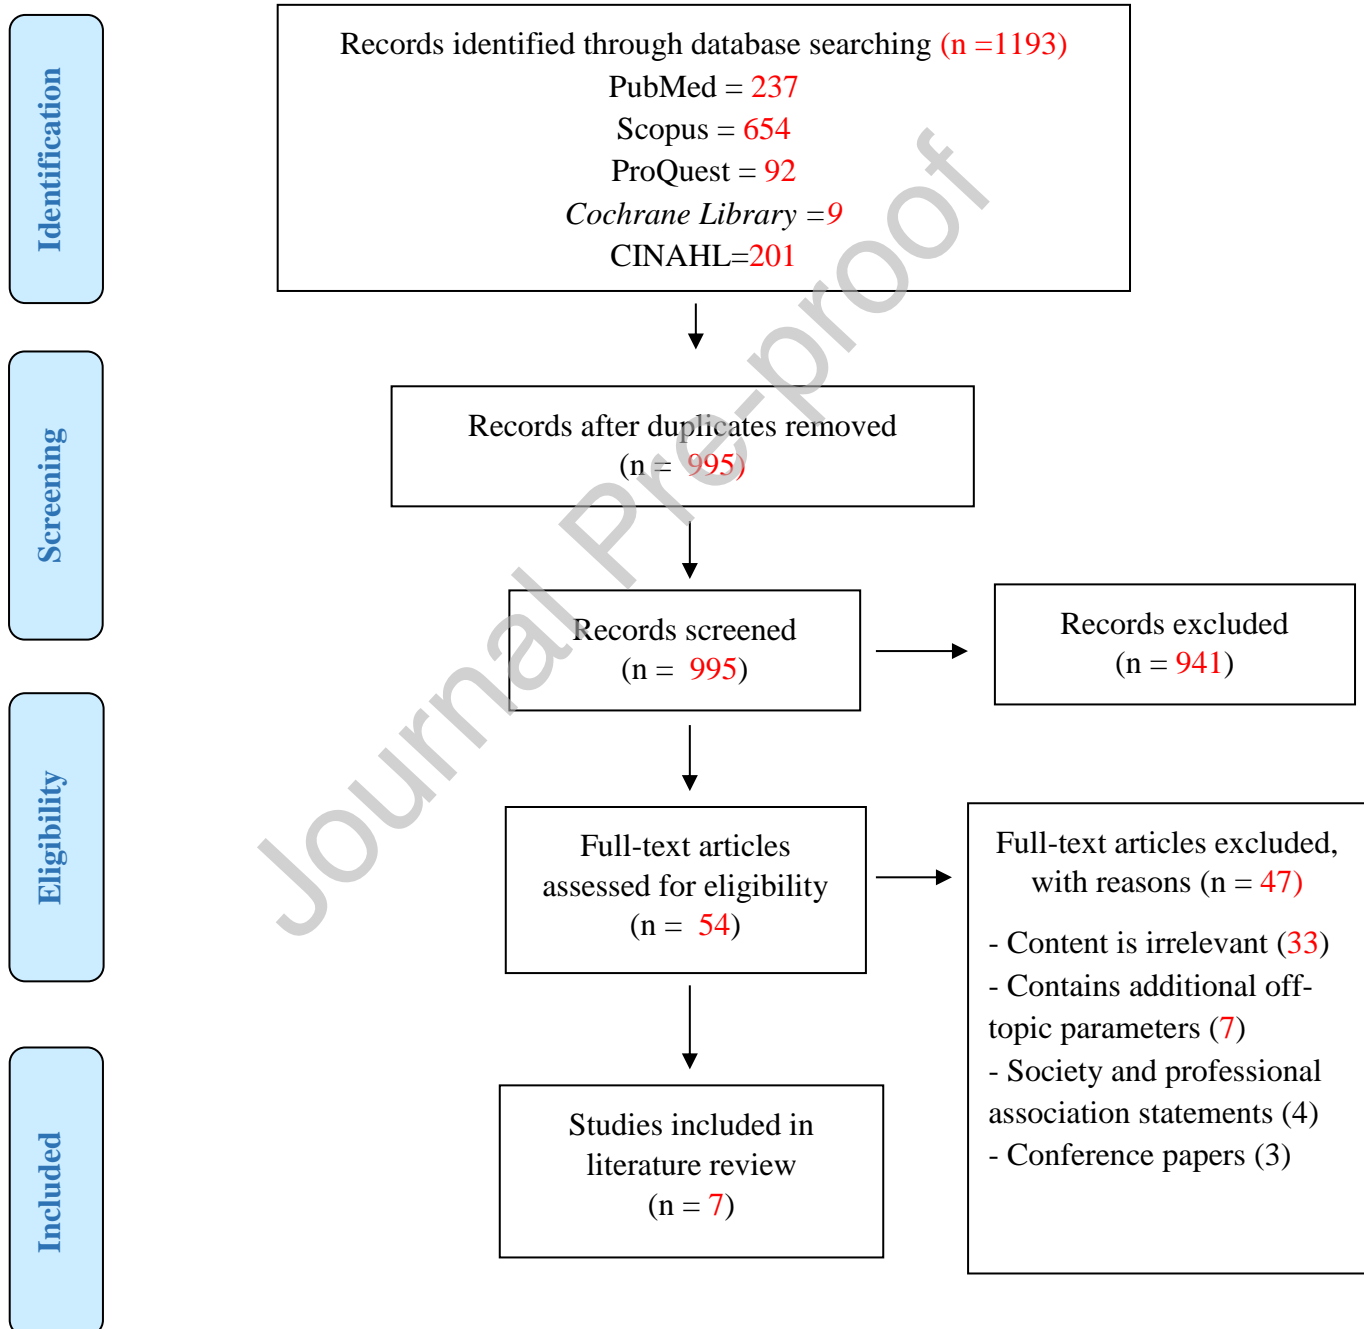 Identification
Records identified through database searching (n =1193)
PubMed = 237
Scopus = 654
ProQuest = 92
Cochrane Library =9
CINAHL=201
Screening
Records after duplicates removed
(n = 995)
Records screened
(n = 995)
Records excluded
(n = 941)
Eligibility
Full-text articles
assessed for eligibility
(n = 54)
Full-text articles excluded,
with reasons (n = 47)
- Content is irrelevant (33)
- Contains additional off-
topic parameters (7)
- Society and professional
association statements (4)
- Conference papers (3)
Included
Studies included in
literature review
(n = 7)
Journal Pre-proof